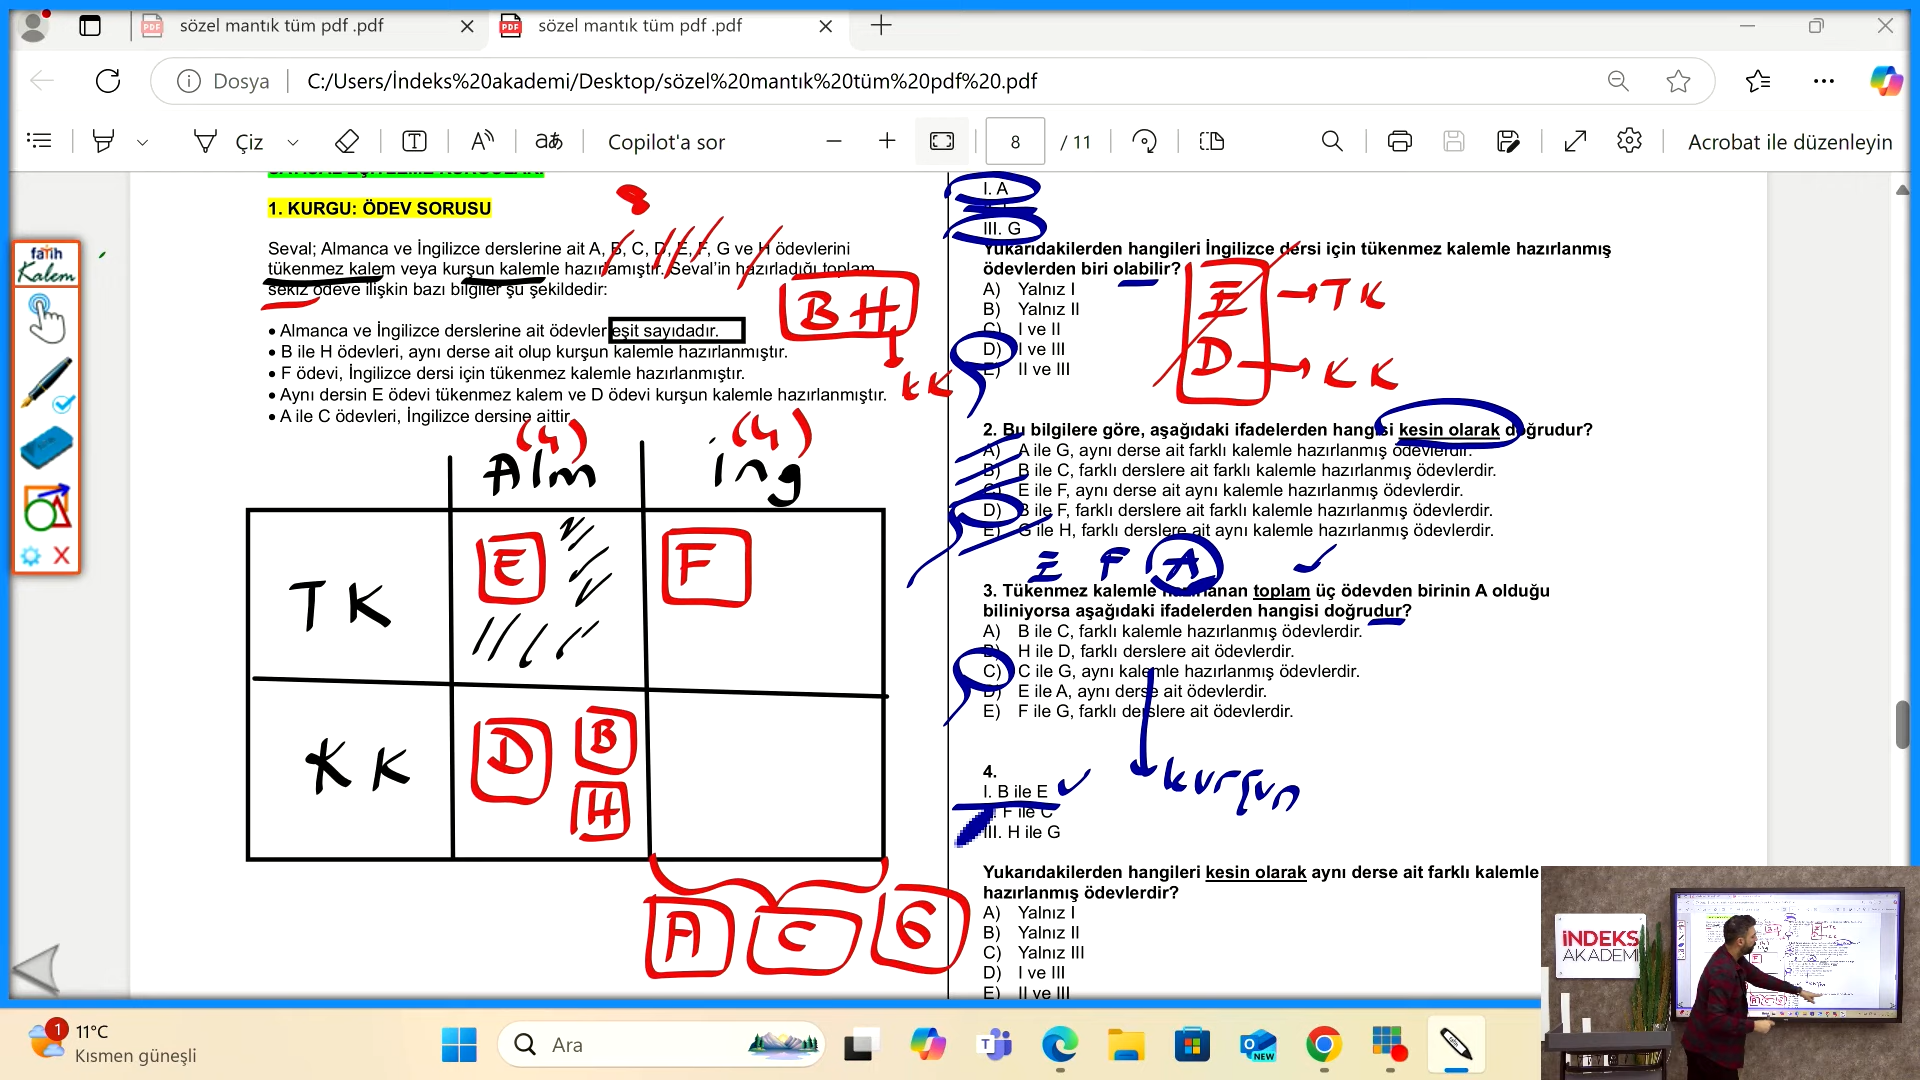 sözel mantık tüm pdf .pdf
sözel mantık tüm pdf .pdf
Dosya
C:/Users/İndeks%20akademi/Desktop/sözel%20mantık%20tüm%20pdf%20.pdf
Çiz
Copilot'a sor
8
/ 11
Acrobat ile düzenleyin
fatih
Kalem
1. KURGU: ÖDEV SORUSU
8
Seval; Almanca ve İngilizce derslerine ait A, B, C, D, E, F, G ve H ödevlerini
tükenmez kalem veya kurşun kalemle hazırlamıştır. Seval'in hazırladığı toplam
sekiz ödeve ilişkin bazı bilgiler şu şekildedir:
B H
K K
• Almanca ve İngilizce derslerine ait ödevler eşit sayıdadır.
• B ile H ödevleri, aynı derse ait olup kurşun kalemle hazırlanmıştır.
• F ödevi, İngilizce dersi için tükenmez kalemle hazırlanmıştır.
• Aynı dersin E ödevi tükenmez kalem ve D ödevi kurşun kalemle hazırlanmıştır.
• A ile C ödevleri, İngilizce dersine aittir.
(4) (4)
Alm ing
T K
E
F
K K
D
B
H
A C G
I. A
III. G
Yukarıdakilerden hangileri İngilizce dersi için tükenmez kalemle hazırlanmış
ödevlerden biri olabilir?
A) Yalnız I
B) Yalnız II
C) I ve II
D) I ve III
E) II ve III
E → T K
D → K K
2. Bu bilgilere göre, aşağıdaki ifadelerden hangisi kesin olarak doğrudur?
A) A ile G, aynı derse ait farklı kalemle hazırlanmış ödevlerdir.
B) B ile C, farklı derslere ait farklı kalemle hazırlanmış ödevlerdir.
C) E ile F, aynı derse ait aynı kalemle hazırlanmış ödevlerdir.
D) B ile F, farklı derslere ait farklı kalemle hazırlanmış ödevlerdir.
E) G ile H, farklı derslere ait aynı kalemle hazırlanmış ödevlerdir.
E F A
3. Tükenmez kalemle hazırlanan toplam üç ödevden birinin A olduğu
biliniyorsa aşağıdaki ifadelerden hangisi doğrudur?
A) B ile C, farklı kalemle hazırlanmış ödevlerdir.
B) H ile D, farklı derslere ait ödevlerdir.
C) C ile G, aynı kalemle hazırlanmış ödevlerdir.
D) E ile A, aynı derse ait ödevlerdir.
E) F ile G, farklı derslere ait ödevlerdir.
kurşun
4.
I. B ile E
II. F ile C
III. H ile G
Yukarıdakilerden hangileri kesin olarak aynı derse ait farklı kalemle
hazırlanmış ödevlerdir?
A) Yalnız I
B) Yalnız II
C) Yalnız III
D) I ve III
E) II ve III
İNDEKS
AKADEMİ
1
11°C
Kısmen güneşli
Ara
NEW